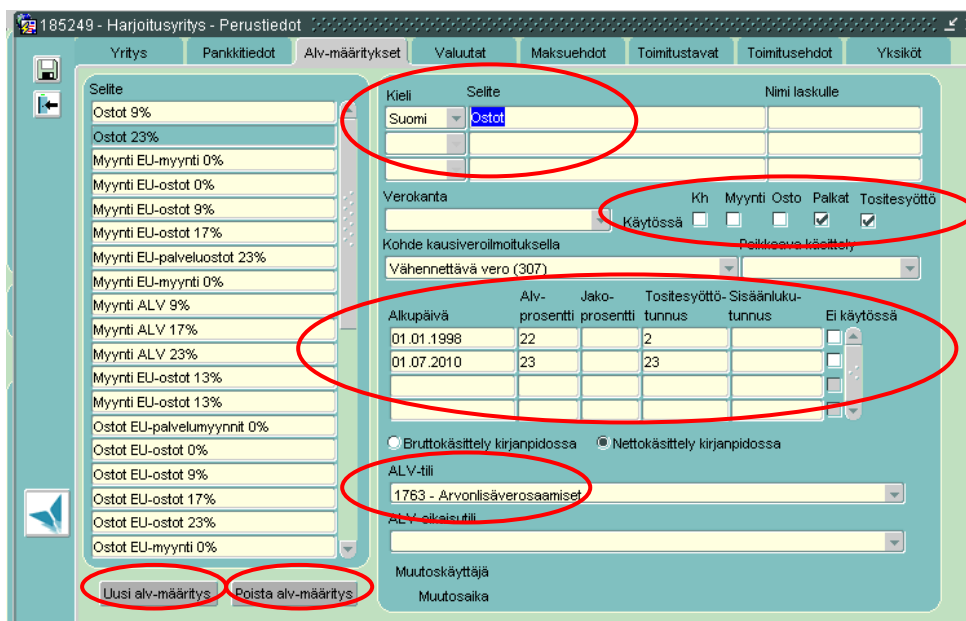 185249 - Harjoitusyritys - Perustiedot
Yritys Pankkitiedot Alv-määritykset Valuutat Maksuehdot Toimitustavat Toimitusehdot Yksiköt
Selite
Ostot 9%
Ostot 23%
Myynti EU-myynti 0%
Myynti EU-ostot 0%
Myynti EU-ostot 9%
Myynti EU-ostot 17%
Myynti EU-palveluostot 23%
Myynti EU-myynti 0%
Myynti ALV 9%
Myynti ALV 17%
Myynti ALV 23%
Myynti EU-ostot 13%
Myynti EU-ostot 13%
Ostot EU-palvelumyynnit 0%
Ostot EU-ostot 0%
Ostot EU-ostot 9%
Ostot EU-ostot 17%
Ostot EU-ostot 23%
Ostot EU-myynti 0%
Uusi alv-määritys Poista alv-määritys
Kieli Selite Nimi laskulle
Suomi Ostot
Verokanta
Kh Myynti Osto Palkat Tositesyöttö
Käytössä
Kohde kausiveroilmoituksella Poikkeava käsittely
Vähennettävä vero (307)
Alv- Jako- Tositesyöttö- Sisäänluku-
Alkupäivä prosentti prosentti tunnus tunnus Ei käytössä
01.01.1998 22 2
01.07.2010 23 23
Bruttokäsittely kirjanpidossa Nettokäsittely kirjanpidossa
ALV-tili
1763 - Arvonlisäverosaamiset
ALV-oikaisutili
Muutoskäyttäjä
Muutosaika